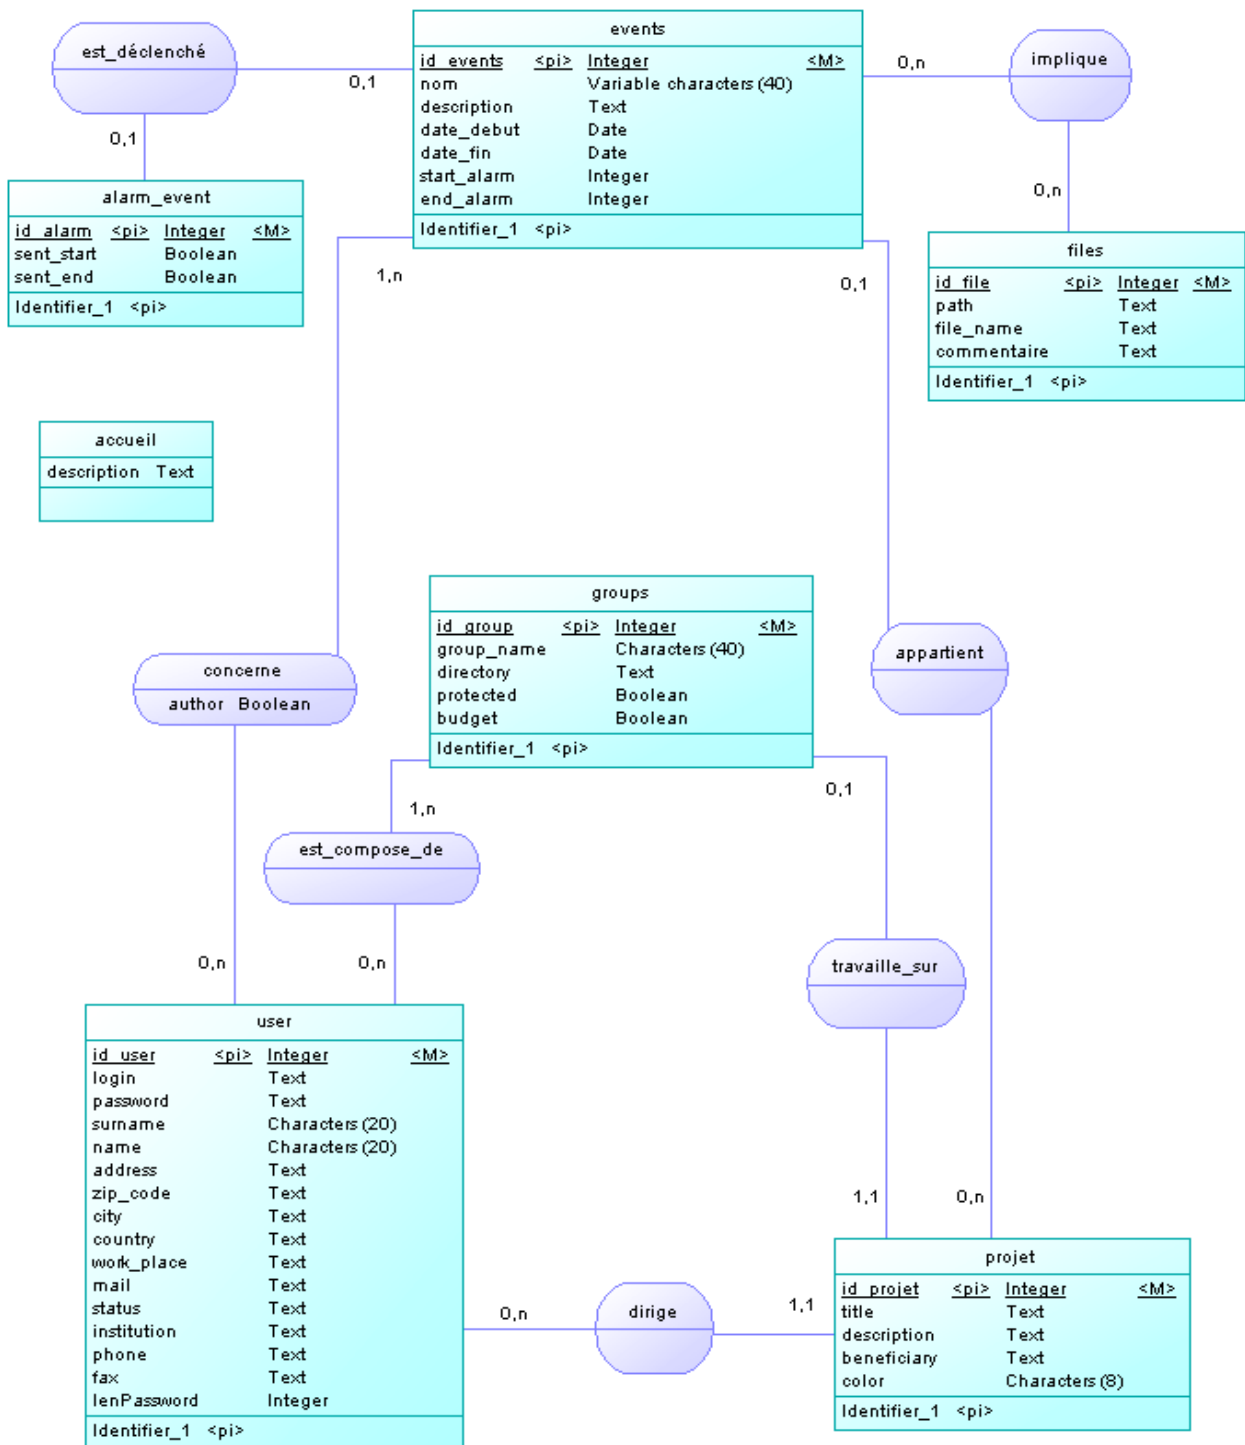 est_déclenché
0,1
0,1
events
id_events <pi> Integer <M>
nom Variable characters (40)
description Text
date_debut Date
date_fin Date
start_alarm Integer
end_alarm Integer
Identifier_1 <pi>
0,n
implique
0,n
alarm_event
id_alarm <pi> Integer <M>
sent_start Boolean
sent_end Boolean
Identifier_1 <pi>
1,n
0,1
files
id_file <pi> Integer <M>
path Text
file_name Text
commentaire Text
Identifier_1 <pi>
accueil
description Text
groups
id_group <pi> Integer <M>
group_name Characters (40)
directory Text
protected Boolean
budget Boolean
Identifier_1 <pi>
concerne
author Boolean
appartient
1,n
0,1
est_compose_de
travaille_sur
0,n
0,n
user
id_user <pi> Integer <M>
login Text
password Text
surname Characters (20)
name Characters (20)
address Text
zip_code Text
city Text
country Text
work_place Text
mail Text
status Text
institution Text
phone Text
fax Text
lenPassword Integer
Identifier_1 <pi>
0,n
dirige
1,1
1,1
0,n
projet
id_projet <pi> Integer <M>
title Text
description Text
beneficiary Text
color Characters (8)
Identifier_1 <pi>